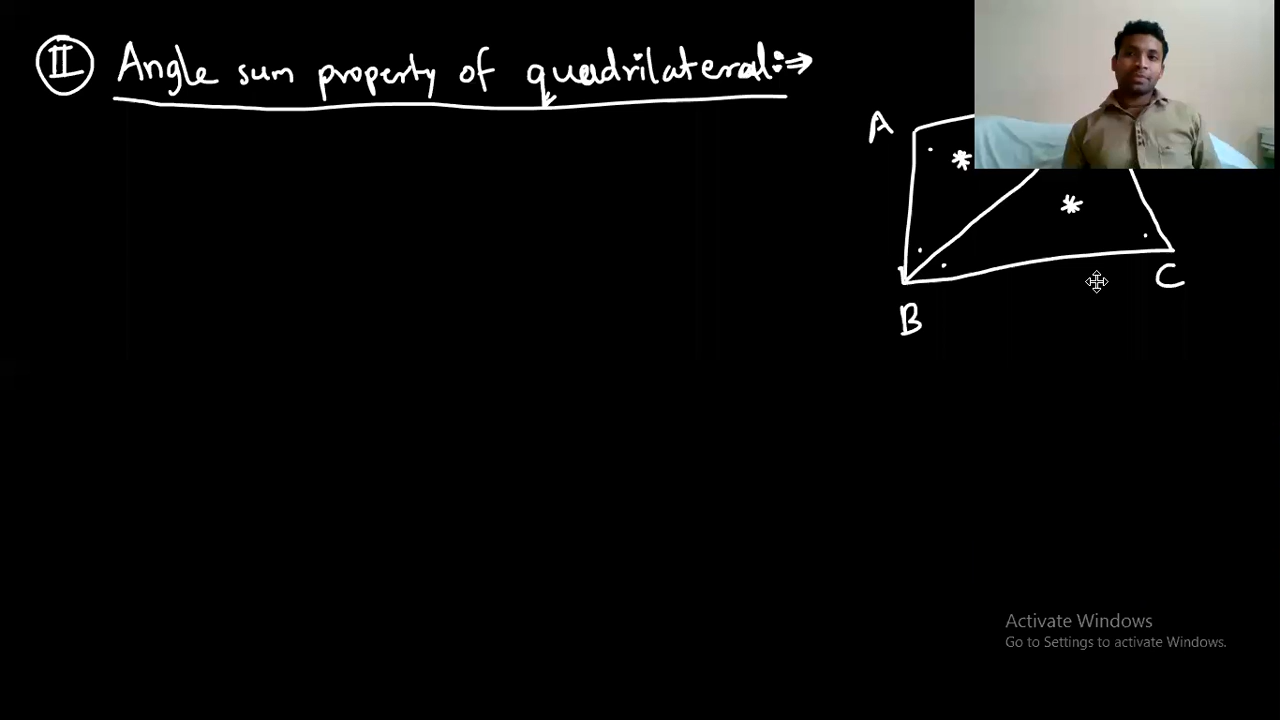 II Angle sum property of quadrilateral:⇒
A
*
*
C
B
Activate Windows
Go to Settings to activate Windows.